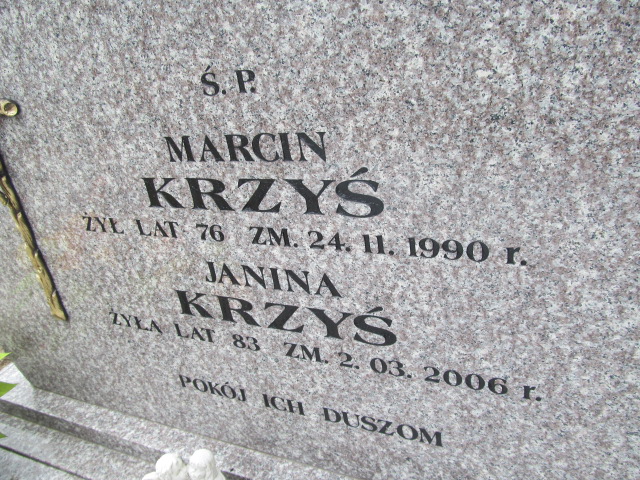 Ś. P.
MARCIN
KRZYŚ
ŻYŁ LAT 76 ZM. 24. 11. 1990 r.
JANINA
KRZYŚ
ŻYŁA LAT 83 ZM. 2. 03. 2006 r.
POKÓJ ICH DUSZOM